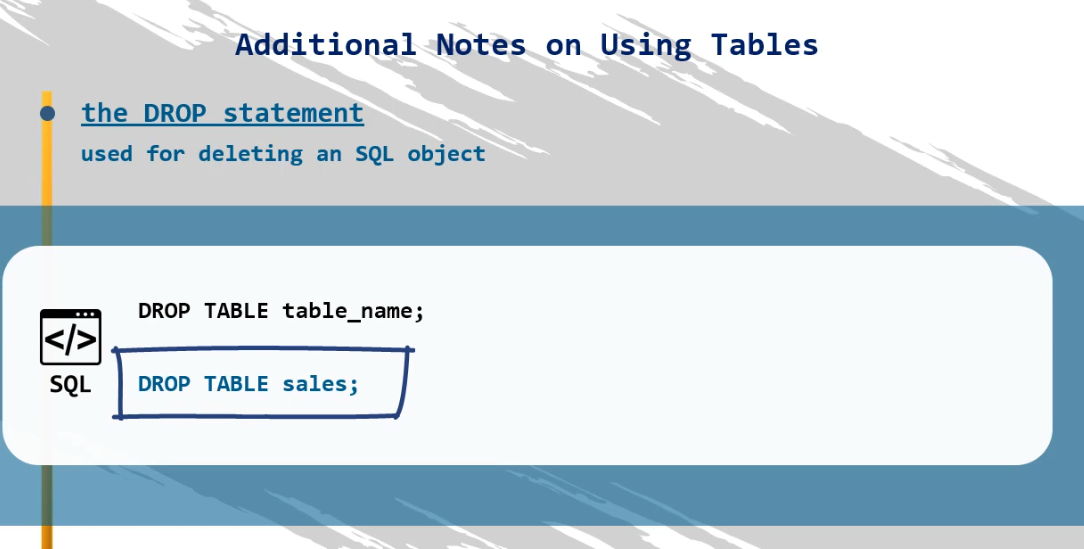 Additional Notes on Using Tables
the DROP statement
used for deleting an SQL object
DROP TABLE table_name;
</>
SQL
DROP TABLE sales;